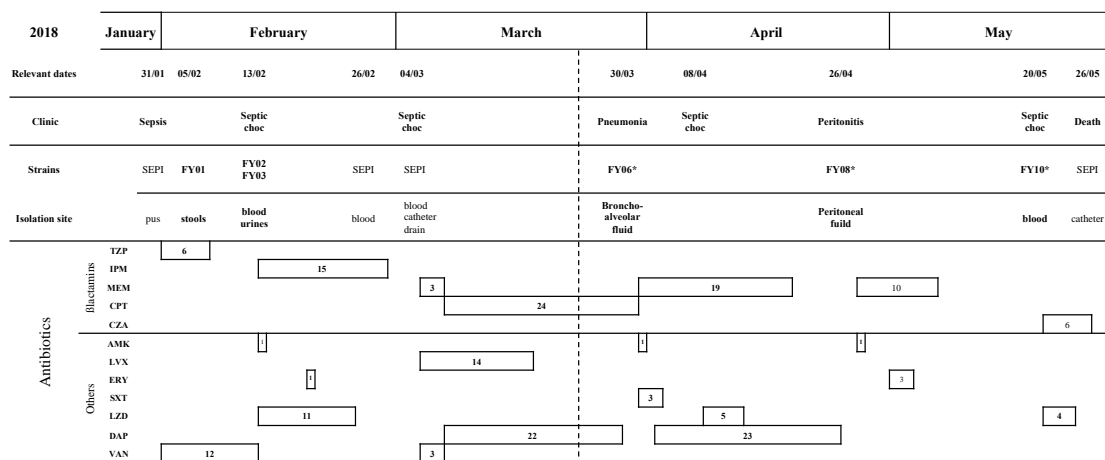 2018 January February March April May
Relevant dates 31/01 05/02 13/02 26/02 04/03 30/03 08/04 26/04 20/05 26/05
Clinic Sepsis Septic choc Septic choc Pneumonia Septic choc Peritonitis Septic choc Death
Strains SEPI FY01 FY02 FY03 SEPI SEPI FY06* FY08* FY10* SEPI
Isolation site pus stools blood urines blood blood catheter drain Broncho-alveolar fluid Peritoneal fuild blood catheter
Antibiotics
Blactamins
TZP 6
IPM 15
MEM 3 19 10
CPT 24
CZA 6
Others
AMK 1 1 1
LVX 14
ERY 1 3
SXT 3
LZD 11 5 4
DAP 22 23
VAN 12 3